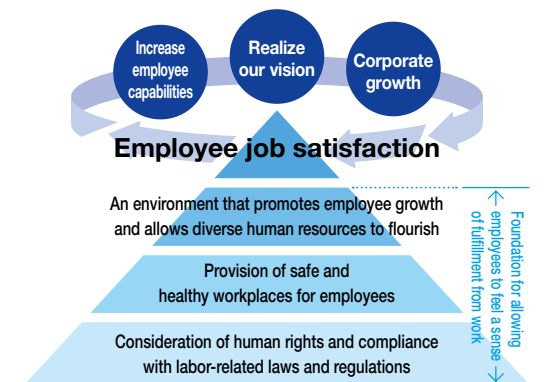 Increase
employee
capabilities
Realize
our vision
Corporate
growth
Employee job satisfaction
An environment that promotes employee growth
and allows diverse human resources to flourish
Provision of safe and
healthy workplaces for employees
Consideration of human rights and compliance
with labor-related laws and regulations
Foundation for allowing
employees to feel a sense
of fulfillment from work